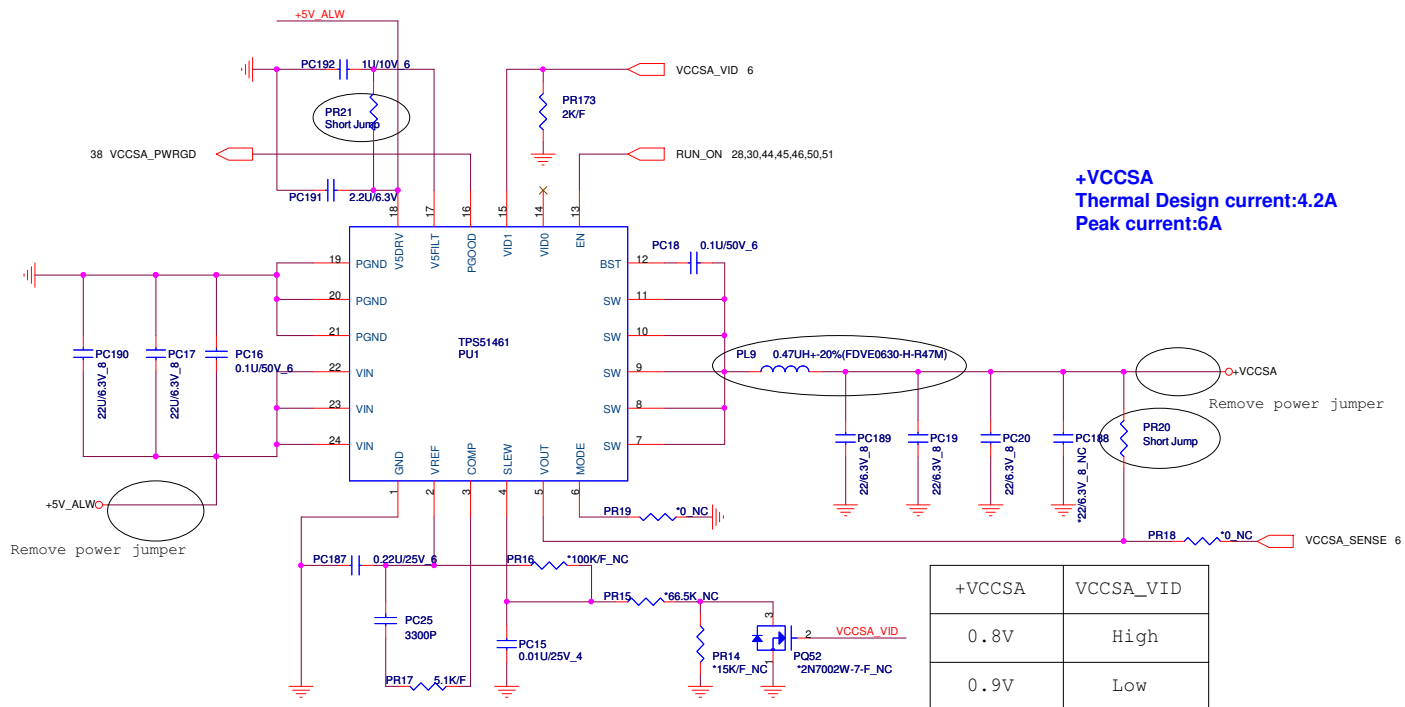 +5V_ALW
PC192
1U/10V_6
PR21
Short Jump
38 VCCSA_PWRGD
PC191
2.2U/6.3V
VCCSA_VID 6
PR173
2K/F
RUN_ON 28,30,44,45,46,50,51
+VCCSA
Thermal Design current:4.2A
Peak current:6A
18
17
16
15
14
13
V5DRV
V5FILT
PGOOD
VID1
VID0
EN
19 PGND
20 PGND
21 PGND
22 VIN
23 VIN
24 VIN
TPS51461
PU1
BST 12
SW 11
SW 10
SW 9
SW 8
SW 7
PC18
0.1U/50V_6
PC190
22U/6.3V_8
PC17
22U/6.3V_8
PC16
0.1U/50V_6
+5V_ALW
Remove power jumper
PL9 0.47UH+-20%(FDVE0630-H-R47M)
+VCCSA
Remove power jumper
PC189
22/6.3V_8
PC19
22/6.3V_8
PC20
22/6.3V_8
PC188
*22/6.3V_8_NC
PR20
Short Jump
GND
VREF
COMP
SLEW
VOUT
MODE
1
2
3
4
5
6
PR19 *0_NC
PR18 *0_NC
VCCSA_SENSE 6
PC187
0.22U/25V_6
PR16
*100K/F_NC
PC25
3300P
PR17
5.1K/F
PC15
0.01U/25V_4
PR15
*66.5K_NC
PR14
*15K/F_NC
3
2
1
PQ52
*2N7002W-7-F_NC
VCCSA_VID
+VCCSA VCCSA_VID
0.8V High
0.9V Low